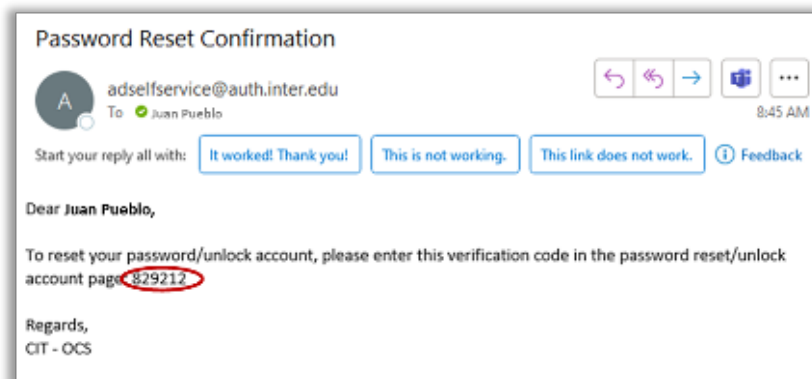 Password Reset Confirmation
A
adselfservice@auth.inter.edu
To Juan Pueblo
8:45 AM
Start your reply all with: It worked! Thank you! This is not working. This link does not work. Feedback
Dear Juan Pueblo,
To reset your password/unlock account, please enter this verification code in the password reset/unlock
account page 829212
Regards,
CIT - OCS